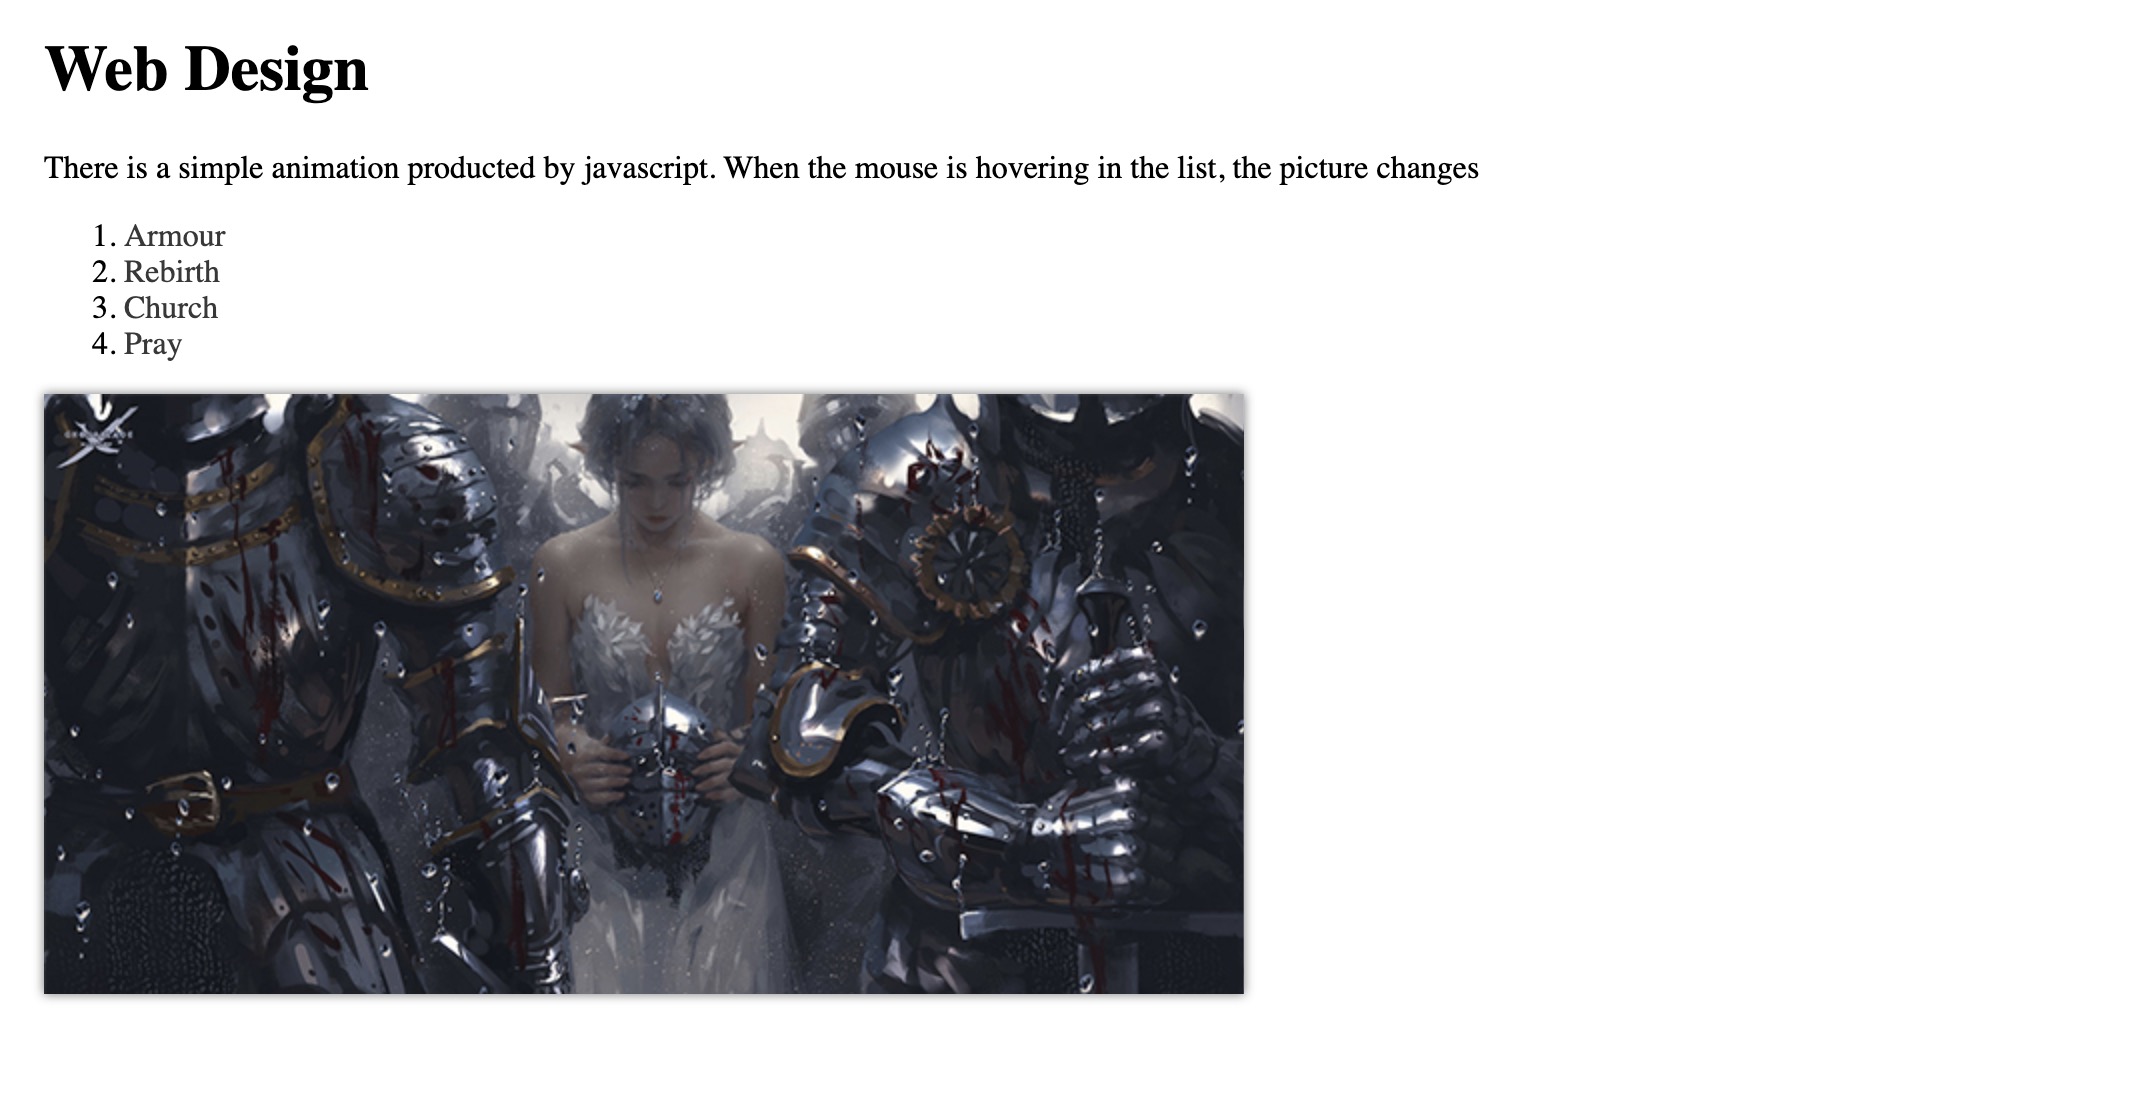 Web Design
There is a simple animation producted by javascript. When the mouse is hovering in the list, the picture changes
1. Armour
2. Rebirth
3. Church
4. Pray